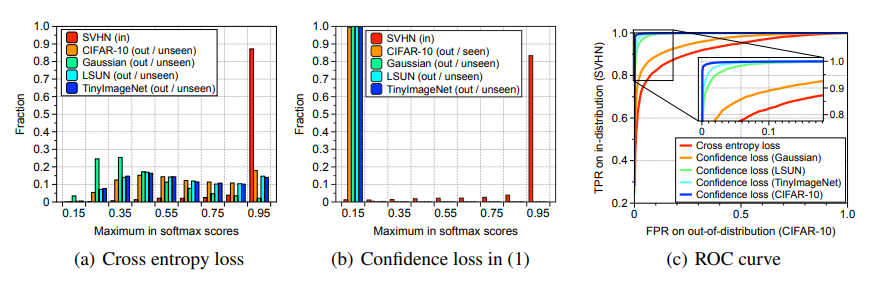 1.0
0.9
0.8
0.7
0.6
0.5
0.4
0.3
0.2
0.1
0
Fraction
SVHN (in)
CIFAR-10 (out / unseen)
Gaussian (out / unseen)
LSUN (out / unseen)
TinyImageNet (out / unseen)
0.15 0.35 0.55 0.75 0.95
Maximum in softmax scores
(a) Cross entropy loss
1.0
0.9
0.8
0.7
0.6
0.5
0.4
0.3
0.2
0.1
0
Fraction
SVHN (in)
CIFAR-10 (out / seen)
Gaussian (out / unseen)
LSUN (out / unseen)
TinyImageNet (out / unseen)
0.15 0.35 0.55 0.75 0.95
Maximum in softmax scores
(b) Confidence loss in (1)
1.0
0.8
0.6
0.4
0.2
TPR on in-distribution (SVHN)
1.0
0.9
0.8
0 0.1
Cross entropy loss
Confidence loss (Gaussian)
Confidence loss (LSUN)
Confidence loss (TinyImageNet)
Confidence loss (CIFAR-10)
0 0.5 1.0
FPR on out-of-distribution (CIFAR-10)
(c) ROC curve